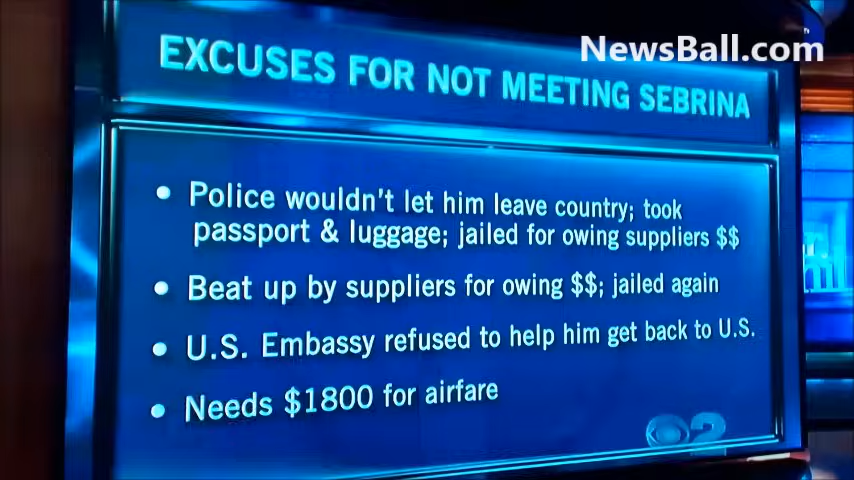 NewsBall.com
EXCUSES FOR NOT MEETING SEBRINA
• Police wouldn't let him leave country; took
passport & luggage; jailed for owing suppliers $$
• Beat up by suppliers for owing $$; jailed again
• U.S. Embassy refused to help him get back to U.S.
• Needs $1800 for airfare
2